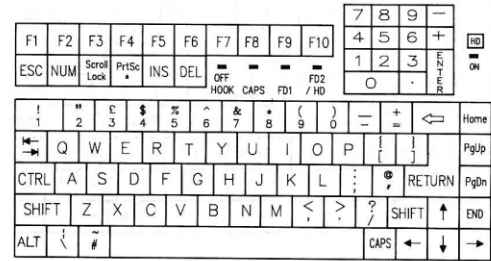 7 8 9 —
F1 F2 F3 F4 F5 F6 F7 F8 F9 F10 4 5 6 + HD
ESC NUM Scroll Lock PrtSc * INS DEL OFF HOOK CAPS FD1 FD2 / HD 1 2 3 ENTER ON
0 .
! 1 " 2 £ 3 $ 4 % 5 ^ 6 & 7 * 8 ( 9 ) 0 _ - + = ⇦ Home
Q W E R T Y U I O P { [ } ] PgUp
CTRL A S D F G H J K L : ; @ ' RETURN PgDn
SHIFT Z X C V B N M < , > . ? / SHIFT ↑ END
ALT ¦ \ ~ # CAPS ← ↓ →